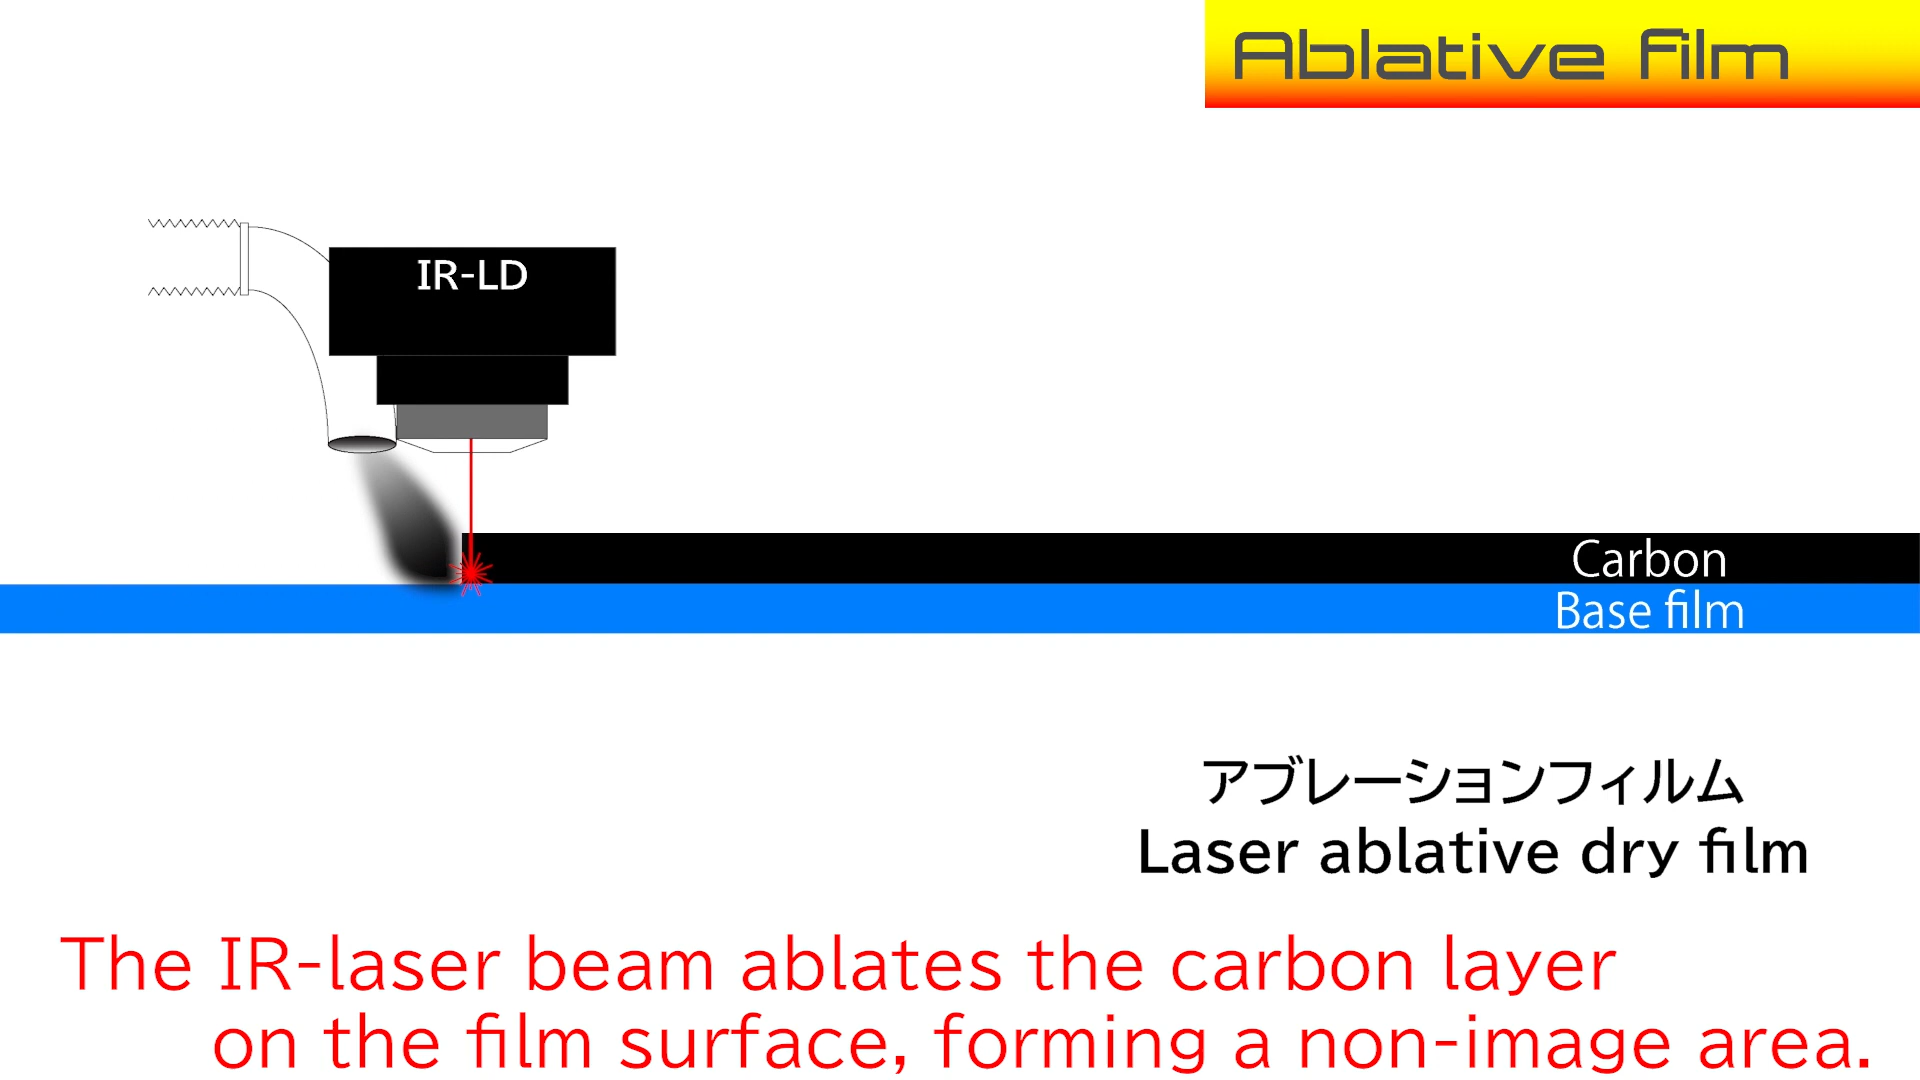 Ablative film
IR-LD
Carbon
Base film
アブレーションフィルム
Laser ablative dry film
The IR-laser beam ablates the carbon layer
on the film surface, forming a non-image area.